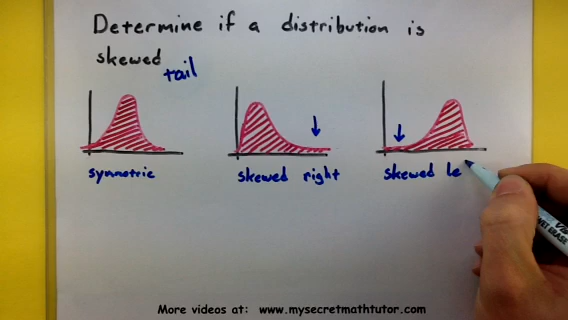 Determine if a distribution is
skewed
tail
symmetric
skewed right
skewed le
More videos at: www.mysecretmathtutor.com